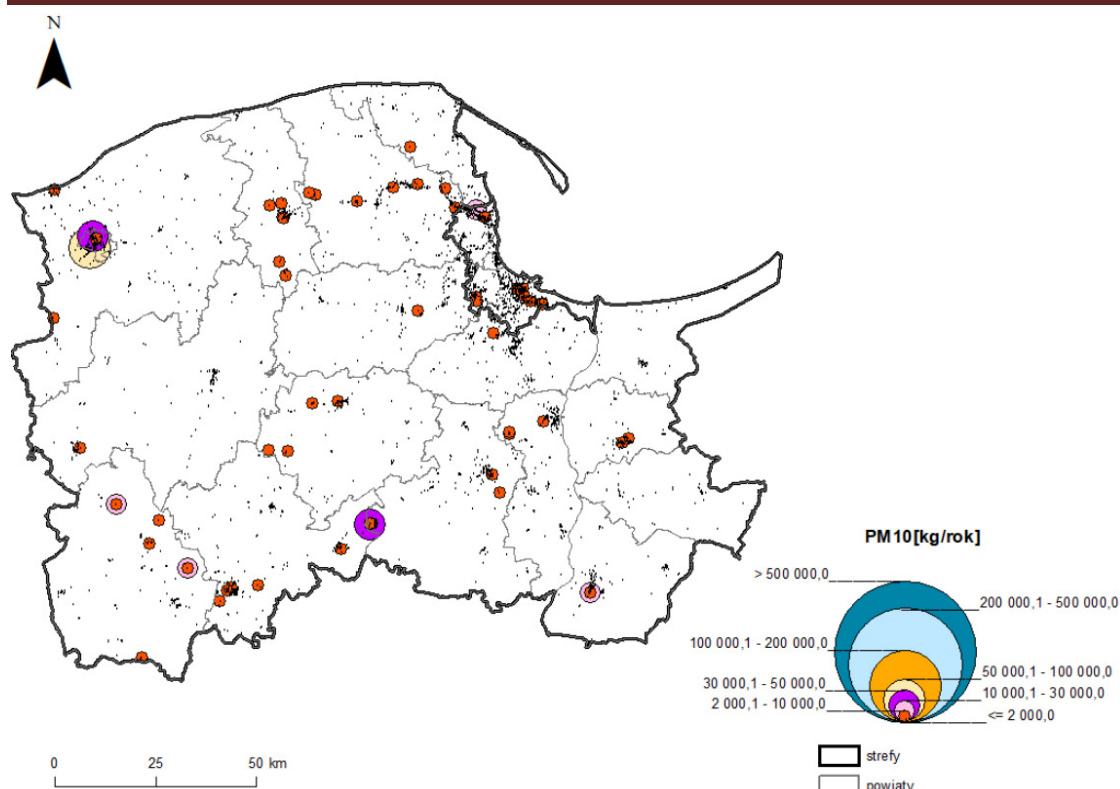 N
PM10[kg/rok]
> 500 000,0
200 000,1 - 500 000,0
100 000,1 - 200 000,0
50 000,1 - 100 000,0
30 000,1 - 50 000,0
10 000,1 - 30 000,0
2 000,1 - 10 000,0
<= 2 000,0
strefy
powiaty
0 25 50 km